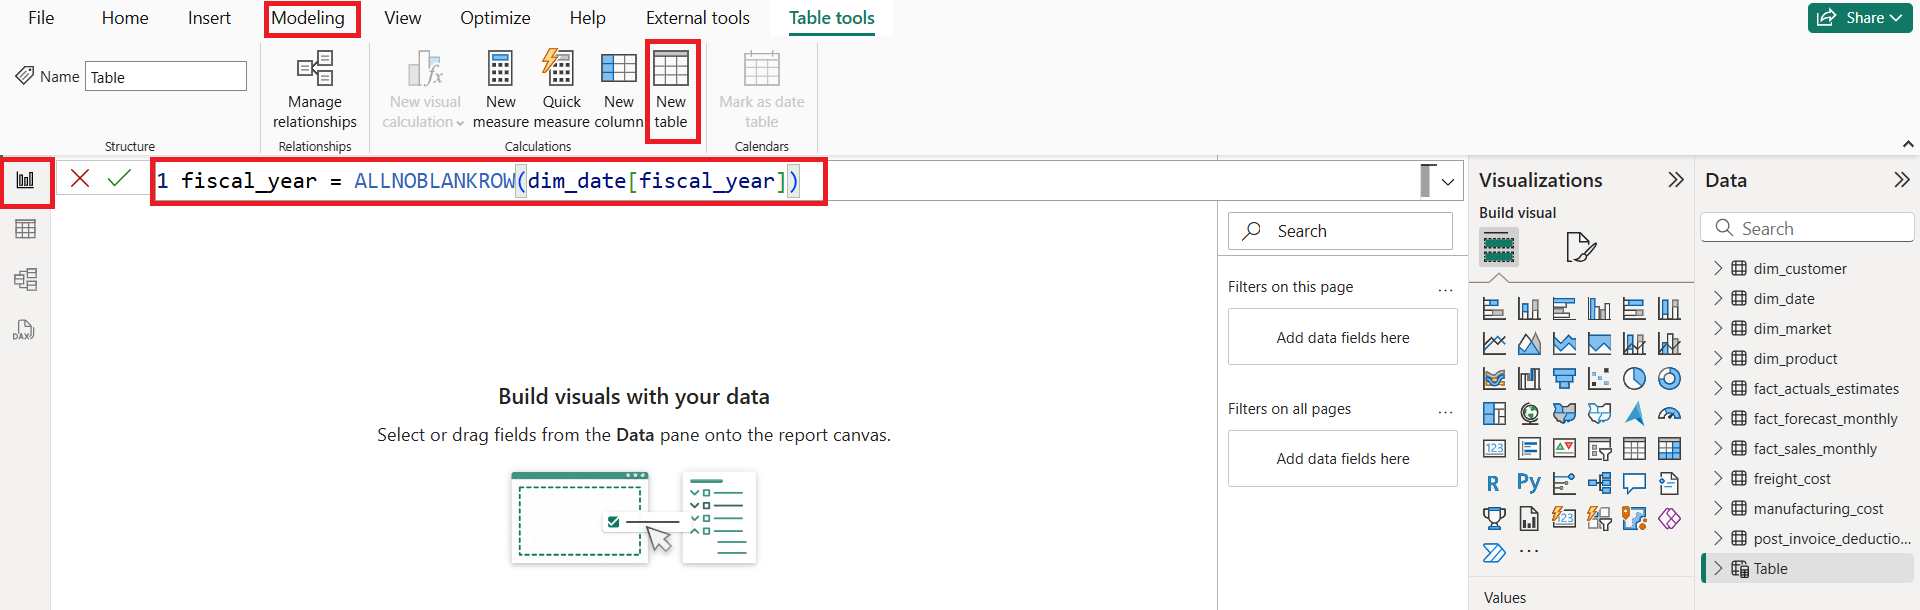 File Home Insert Modeling View Optimize Help External tools Table tools Share
Name Table
Manage relationships
New visual calculation
New measure
Quick measure
New column
New table
Mark as date table
Structure Relationships Calculations Calendars
1 fiscal_year = ALLNOBLANKROW(dim_date[fiscal_year])
Build visuals with your data
Select or drag fields from the Data pane onto the report canvas.
Search
Filters on this page ...
Add data fields here
Filters on all pages ...
Add data fields here
Visualizations
Build visual
123
R Py
123
...
Values
Data
Search
dim_customer
dim_date
dim_market
dim_product
fact_actuals_estimates
fact_forecast_monthly
fact_sales_monthly
freight_cost
manufacturing_cost
post_invoice_deductio...
Table
DAX